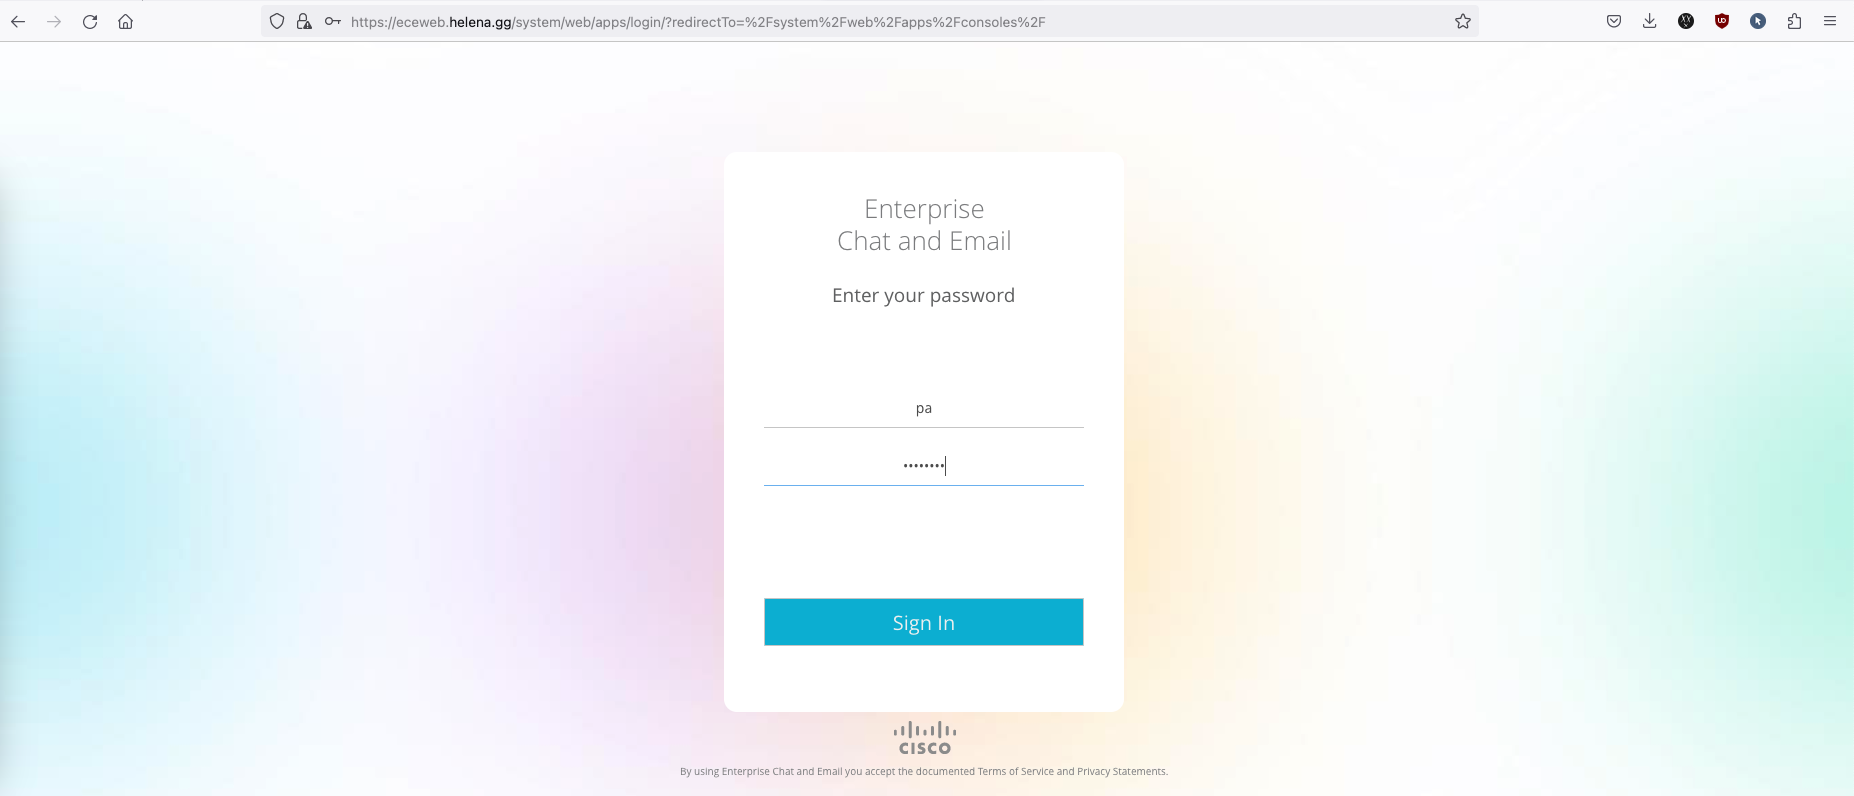 https://eceweb.helena.gg/system/web/apps/login/?redirectTo=%2Fsystem%2Fweb%2Fapps%2Fconsoles%2F
Enterprise
Chat and Email
Enter your password
pa
••••••••
Sign In
CISCO
By using Enterprise Chat and Email you accept the documented Terms of Service and Privacy Statements.